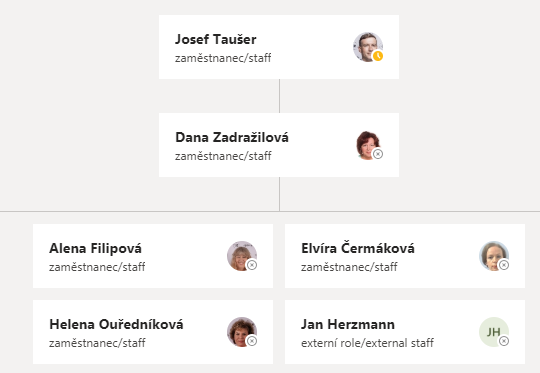 Josef Taušer
zaměstnanec/staff
Dana Zadražilová
zaměstnanec/staff
Alena Filipová
zaměstnanec/staff
Elvíra Čermáková
zaměstnanec/staff
Helena Ouředníková
zaměstnanec/staff
Jan Herzmann
externí role/external staff
JH